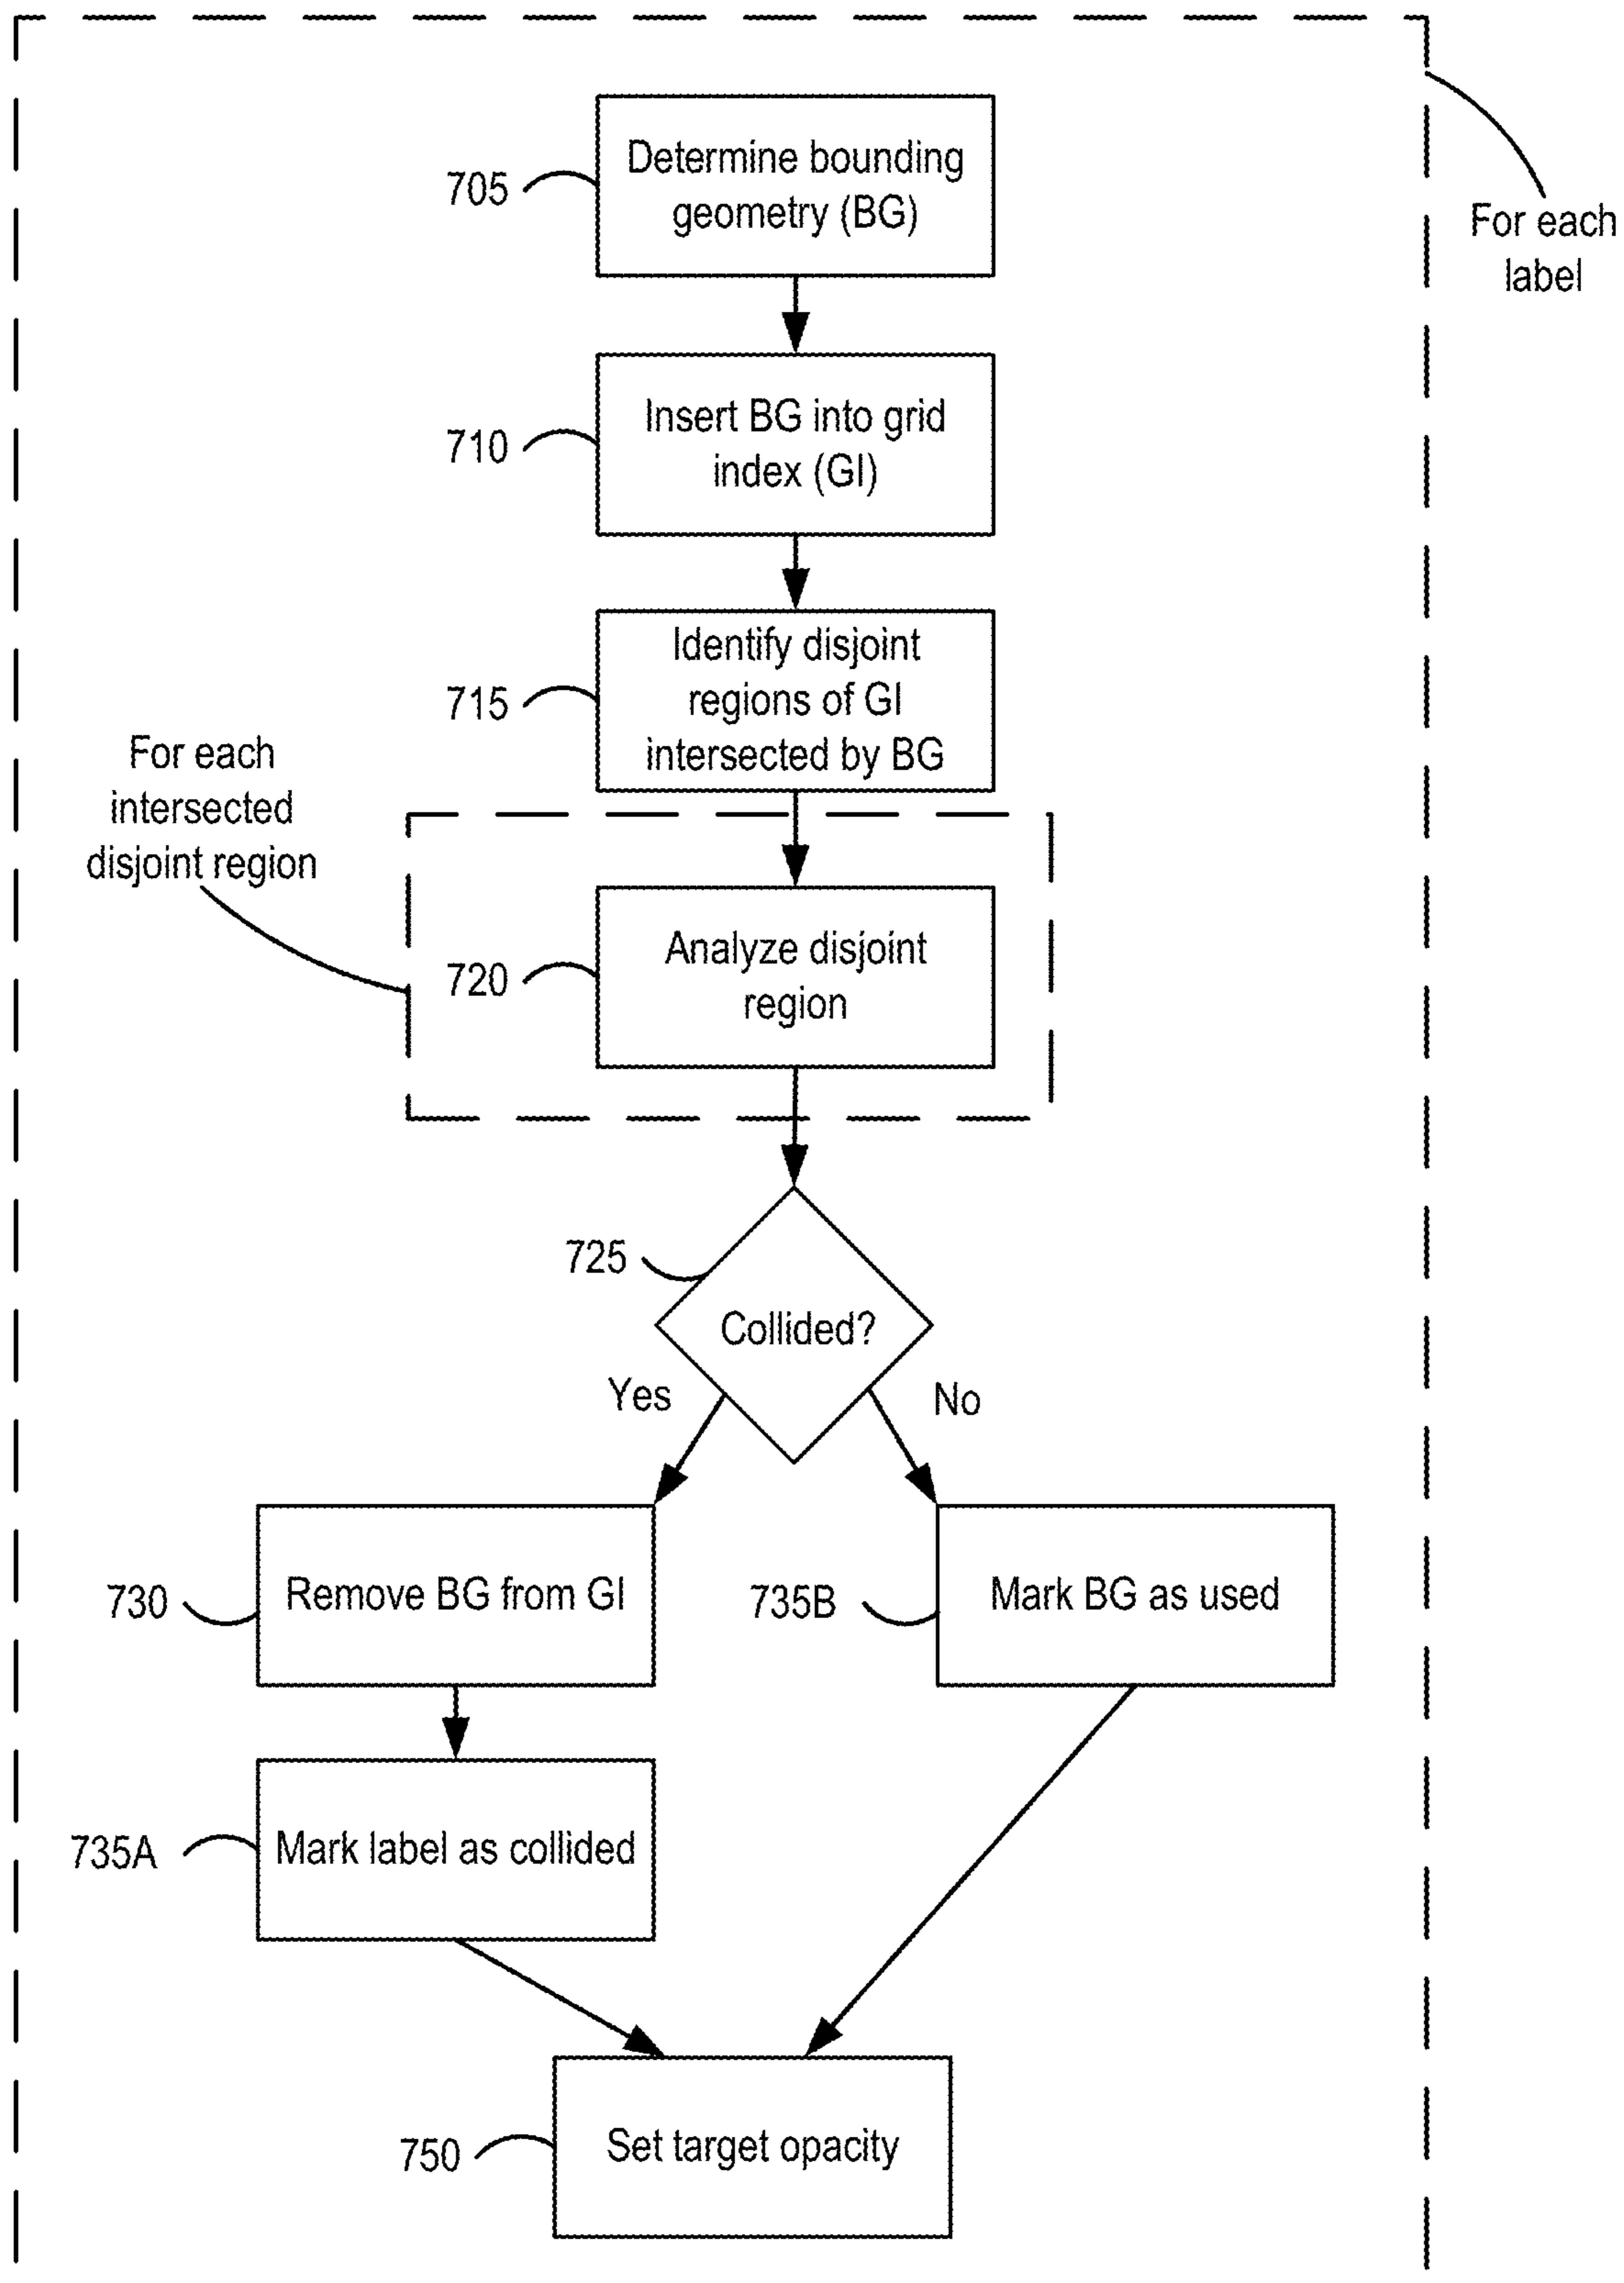 705
Determine bounding
geometry (BG)
For each
label
710
Insert BG into grid
index (GI)
715
Identify disjoint
regions of GI
intersected by BG
For each
intersected
disjoint region
720
Analyze disjoint
region
725
Collided?
Yes
No
730
Remove BG from GI
735B
Mark BG as used
735A
Mark label as collided
750
Set target opacity